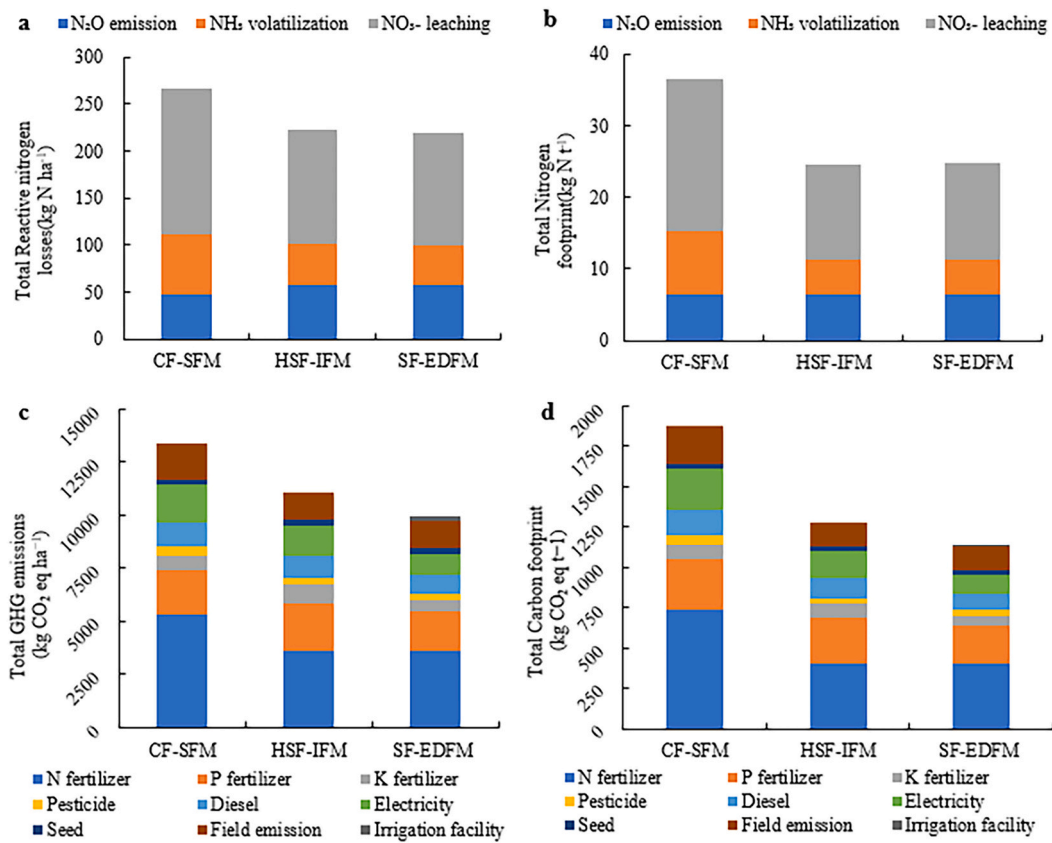 a
N₂O emission NH₃ volatilization NO₃- leaching
Total Reactive nitrogen
losses(kg N ha⁻¹)
300
250
200
150
100
50
0
CF-SFM HSF-IFM SF-EDFM
b
N₂O emission NH₃ volatilization NO₃- leaching
Total Nitrogen
footprint(kg N t⁻¹)
40
30
20
10
0
CF-SFM HSF-IFM SF-EDFM
c
Total GHG emissions
(kg CO₂ eq ha⁻¹)
15000
12500
10000
7500
5000
2500
0
CF-SFM HSF-IFM SF-EDFM
N fertilizer P fertilizer K fertilizer
Pesticide Diesel Electricity
Seed Field emission Irrigation facility
d
Total Carbon footprint
(kg CO₂ eq t−1)
2000
1750
1500
1250
1000
750
500
250
0
CF-SFM HSF-IFM SF-EDFM
N fertilizer P fertilizer K fertilizer
Pesticide Diesel Electricity
Seed Field emission Irrigation facility